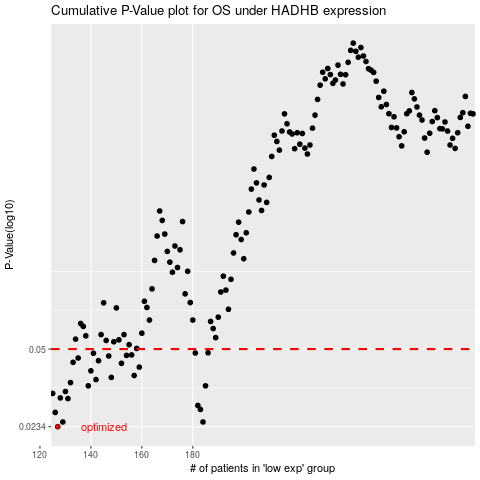 Cumulative P-Value plot for OS under HADHB expression
P-Value(log10)
0.05
0.0234
optimized
120 140 160 180
# of patients in 'low exp' group